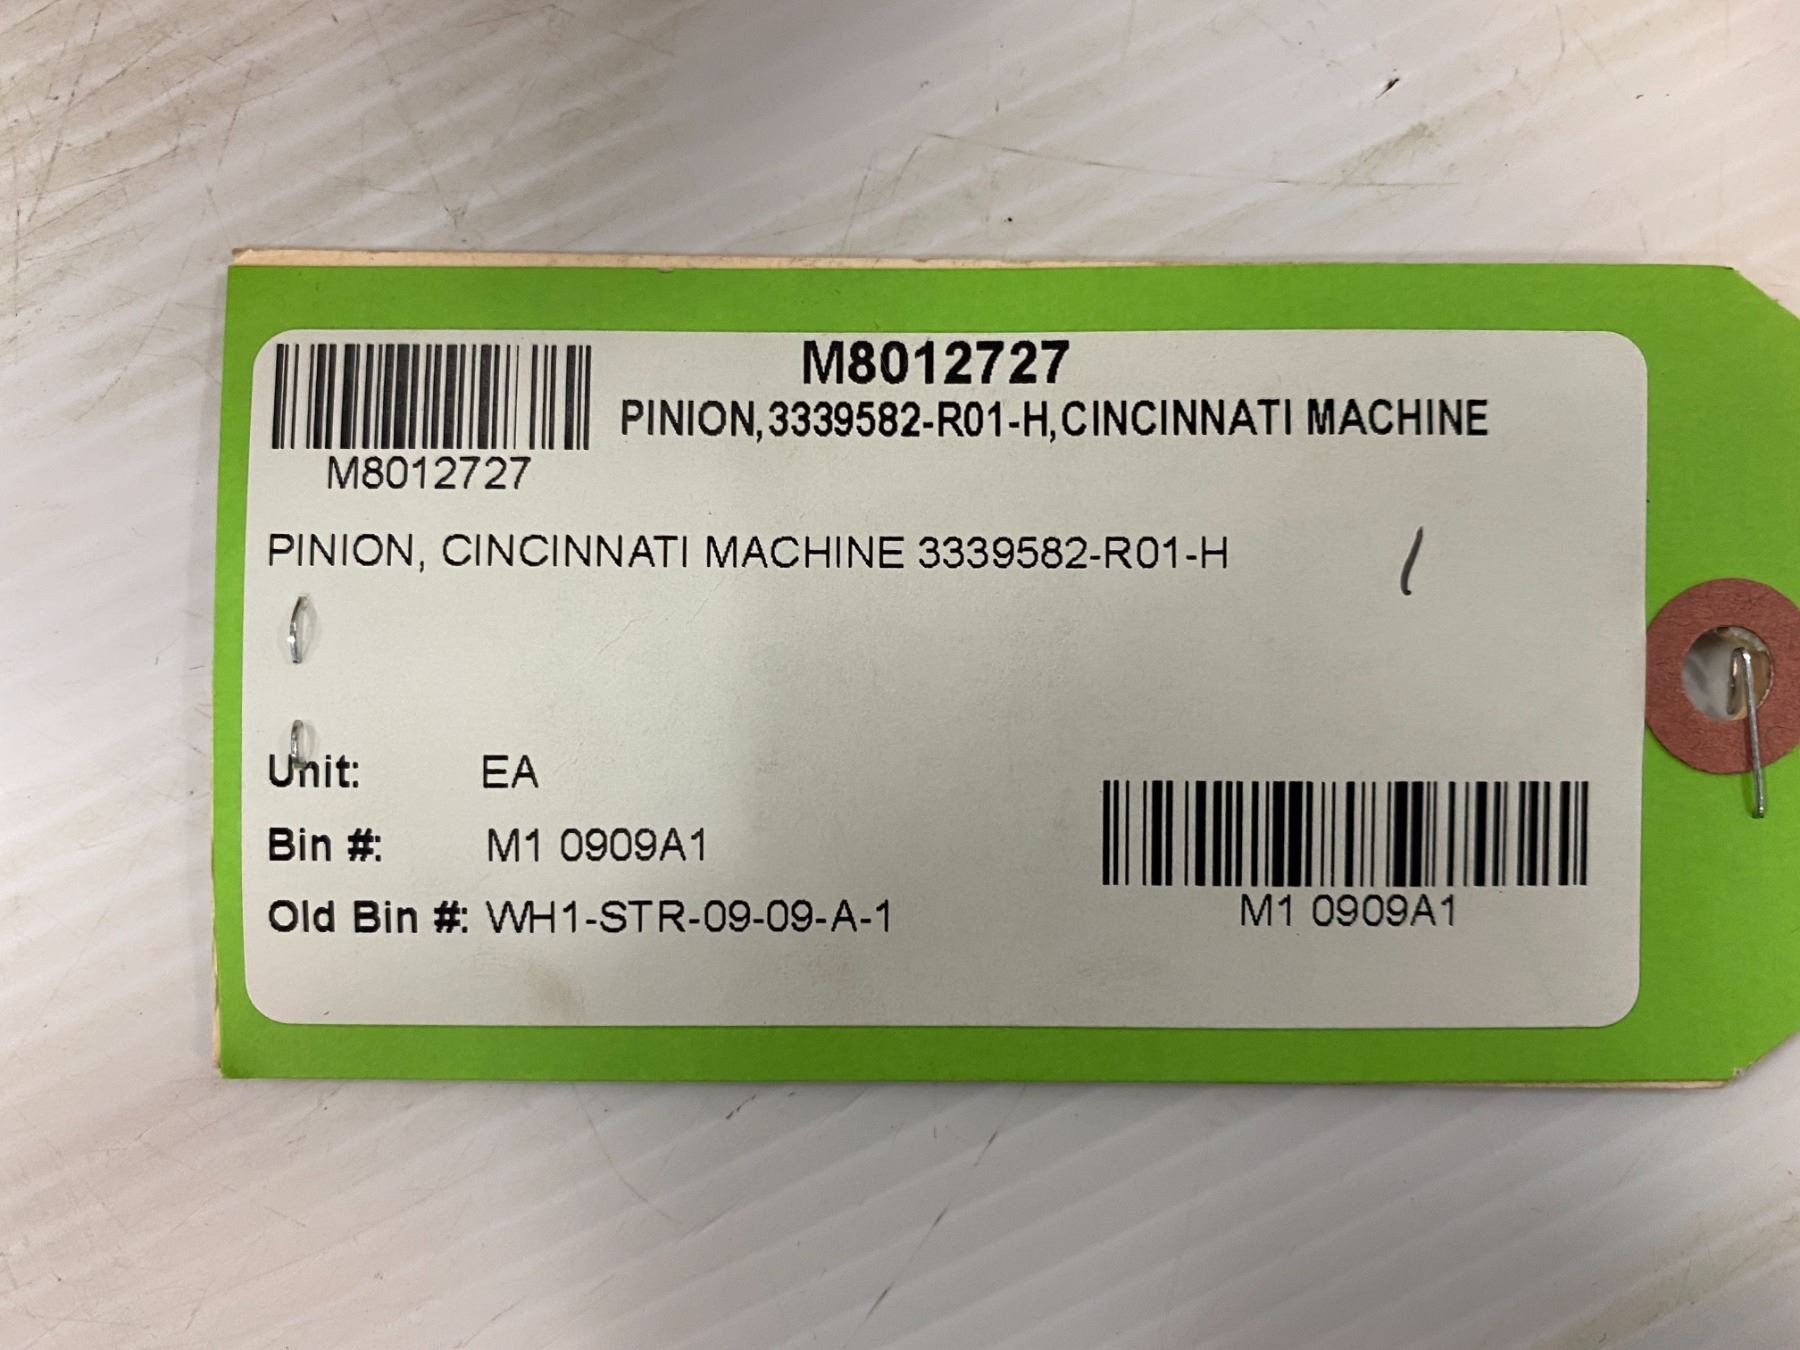 M8012727
PINION,3339582-R01-H,CINCINNATI MACHINE
M8012727
PINION, CINCINNATI MACHINE 3339582-R01-H
1
Unit: EA
Bin #: M1 0909A1
Old Bin #: WH1-STR-09-09-A-1
M1 0909A1